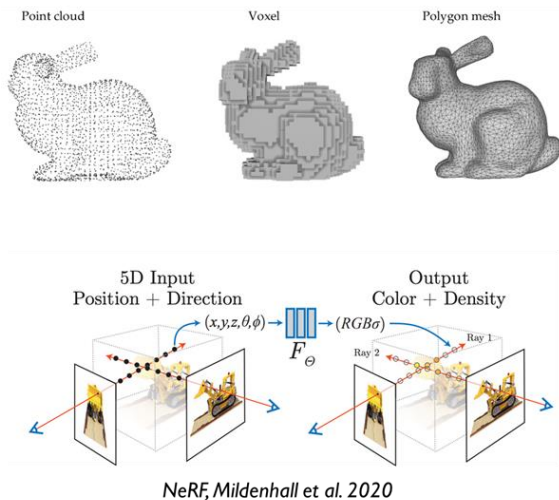 Point cloud
Voxel
Polygon mesh
5D Input
Position + Direction
Output
Color + Density
(x,y,z,θ,ϕ)
F_Θ
(RGBσ)
Ray 1
Ray 2
NeRF, Mildenhall et al. 2020